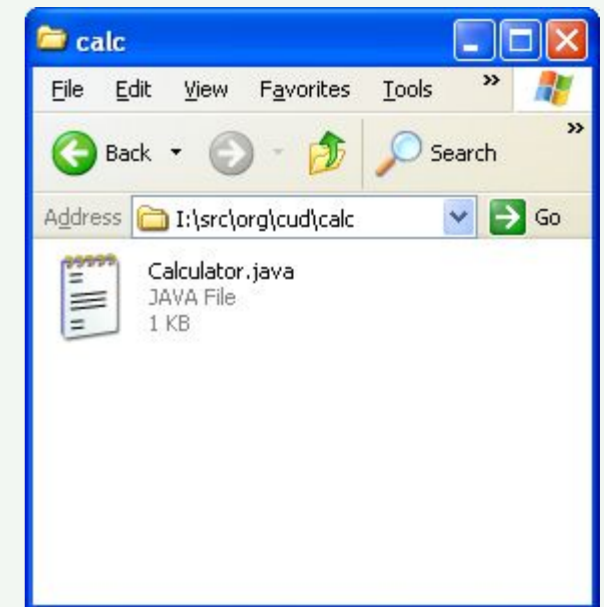 calc
File Edit View Favorites Tools »
Back Search »
Address I:\src\org\cud\calc Go
Calculator.java
JAVA File
1 KB